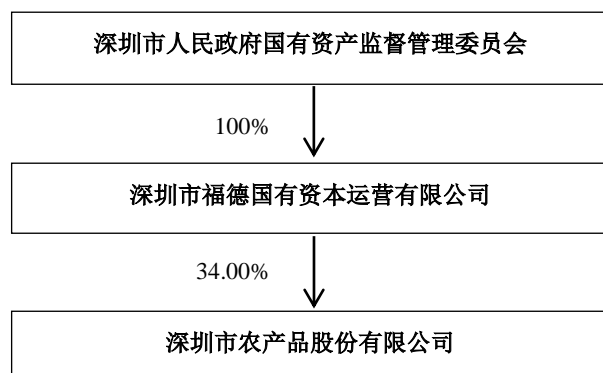 深圳市人民政府国有资产监督管理委员会
100%
深圳市福德国有资本运营有限公司
34.00%
深圳市农产品股份有限公司